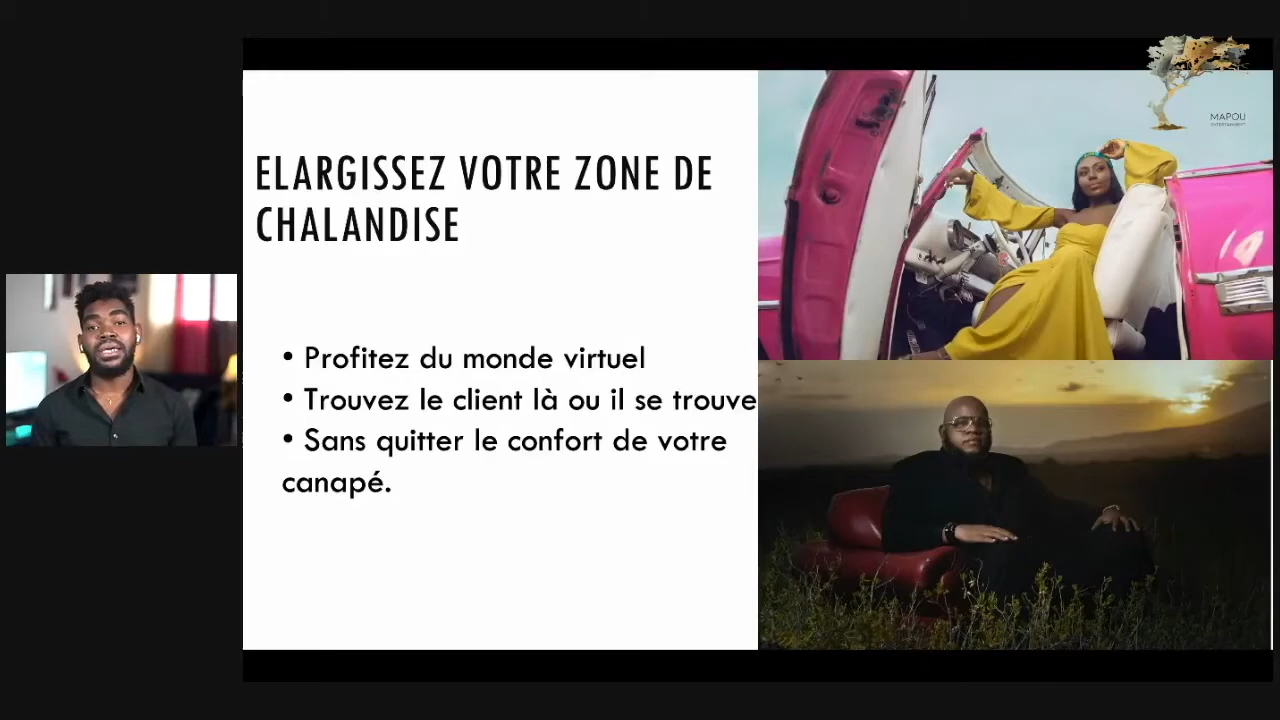 ELARGISSEZ VOTRE ZONE DE
CHALANDISE
• Profitez du monde virtuel
• Trouvez le client là ou il se trouve
• Sans quitter le confort de votre
canapé.
MAPOU
ENTERTAINMENT